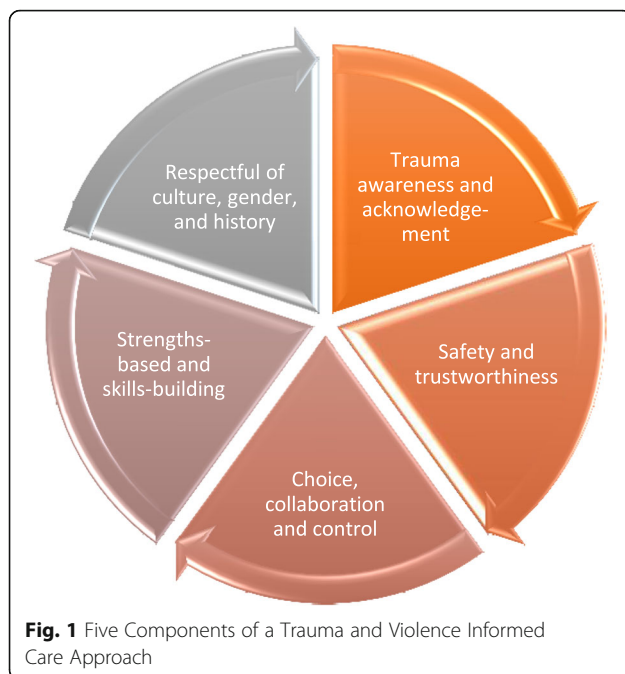 Respectful of
culture, gender,
and history
Trauma
awareness and
acknowledge-
ment
Safety and
trustworthiness
Choice,
collaboration
and control
Strengths-
based and
skills-building
Fig. 1 Five Components of a Trauma and Violence Informed
Care Approach